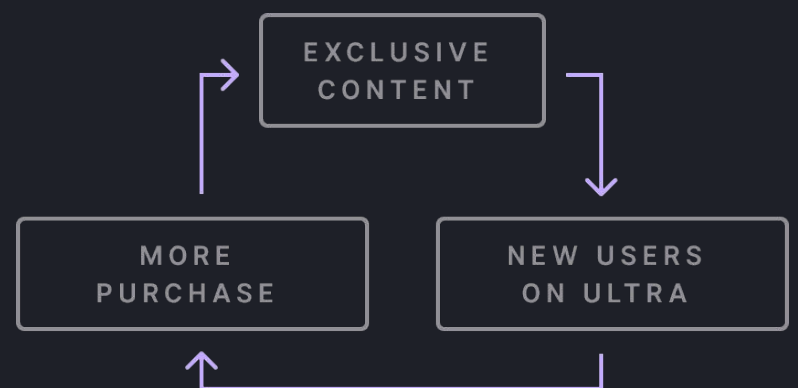 EXCLUSIVE
CONTENT
MORE
PURCHASE
NEW USERS
ON ULTRA